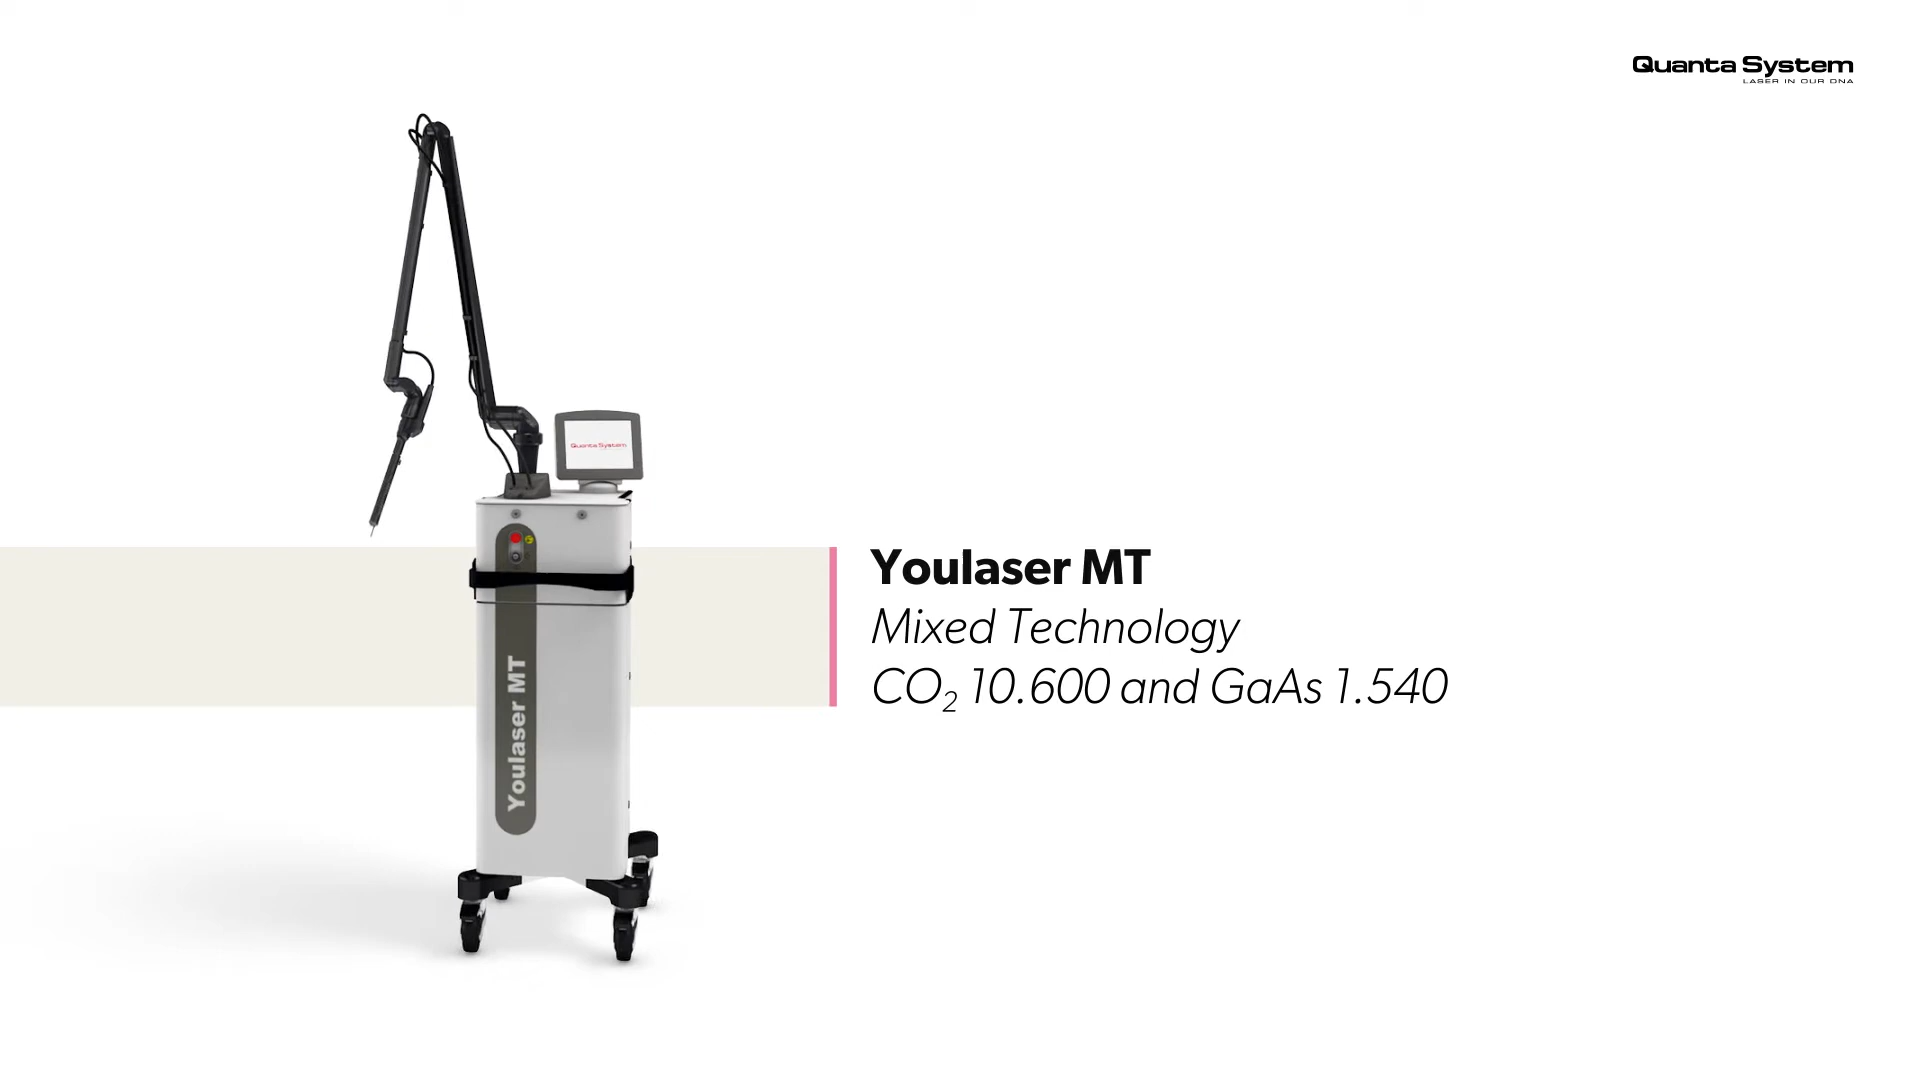 Quanta System
LASER IN OUR DNA
Quanta System
Youlaser MT
Youlaser MT
Mixed Technology
CO₂ 10.600 and GaAs 1.540